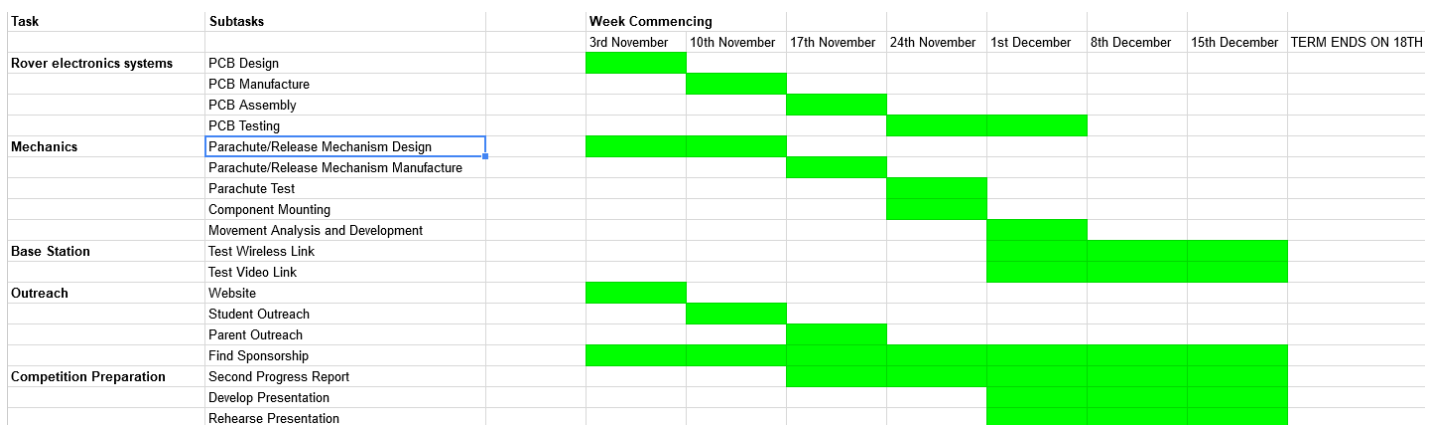 Task Subtasks Week Commencing
3rd November 10th November 17th November 24th November 1st December 8th December 15th December TERM ENDS ON 18TH
Rover electronics systems PCB Design
PCB Manufacture
PCB Assembly
PCB Testing
Mechanics Parachute/Release Mechanism Design
Parachute/Release Mechanism Manufacture
Parachute Test
Component Mounting
Movement Analysis and Development
Base Station Test Wireless Link
Test Video Link
Outreach Website
Student Outreach
Parent Outreach
Find Sponsorship
Competition Preparation Second Progress Report
Develop Presentation
Rehearse Presentation